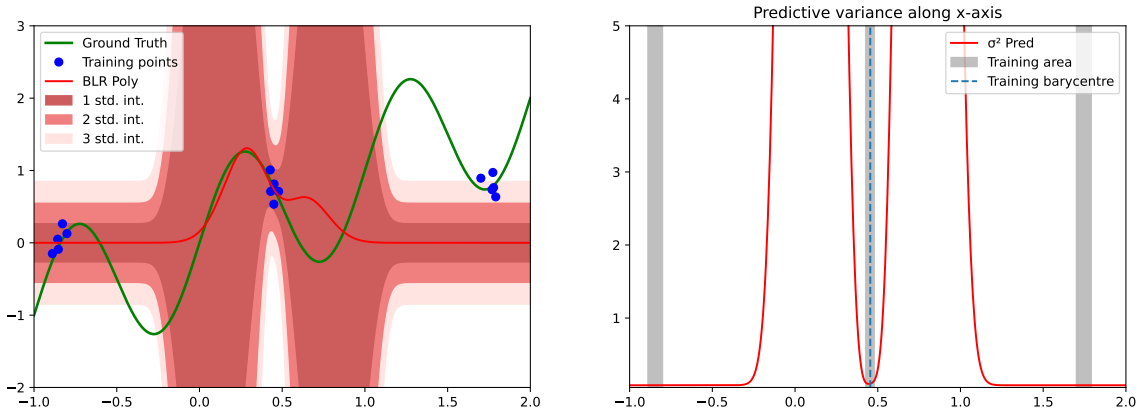 3
2
1
0
−1
−2
−1.0 −0.5 0.0 0.5 1.0 1.5 2.0
Ground Truth
Training points
BLR Poly
1 std. int.
2 std. int.
3 std. int.
Predictive variance along x-axis
5
4
3
2
1
−1.0 −0.5 0.0 0.5 1.0 1.5 2.0
σ² Pred
Training area
Training barycentre